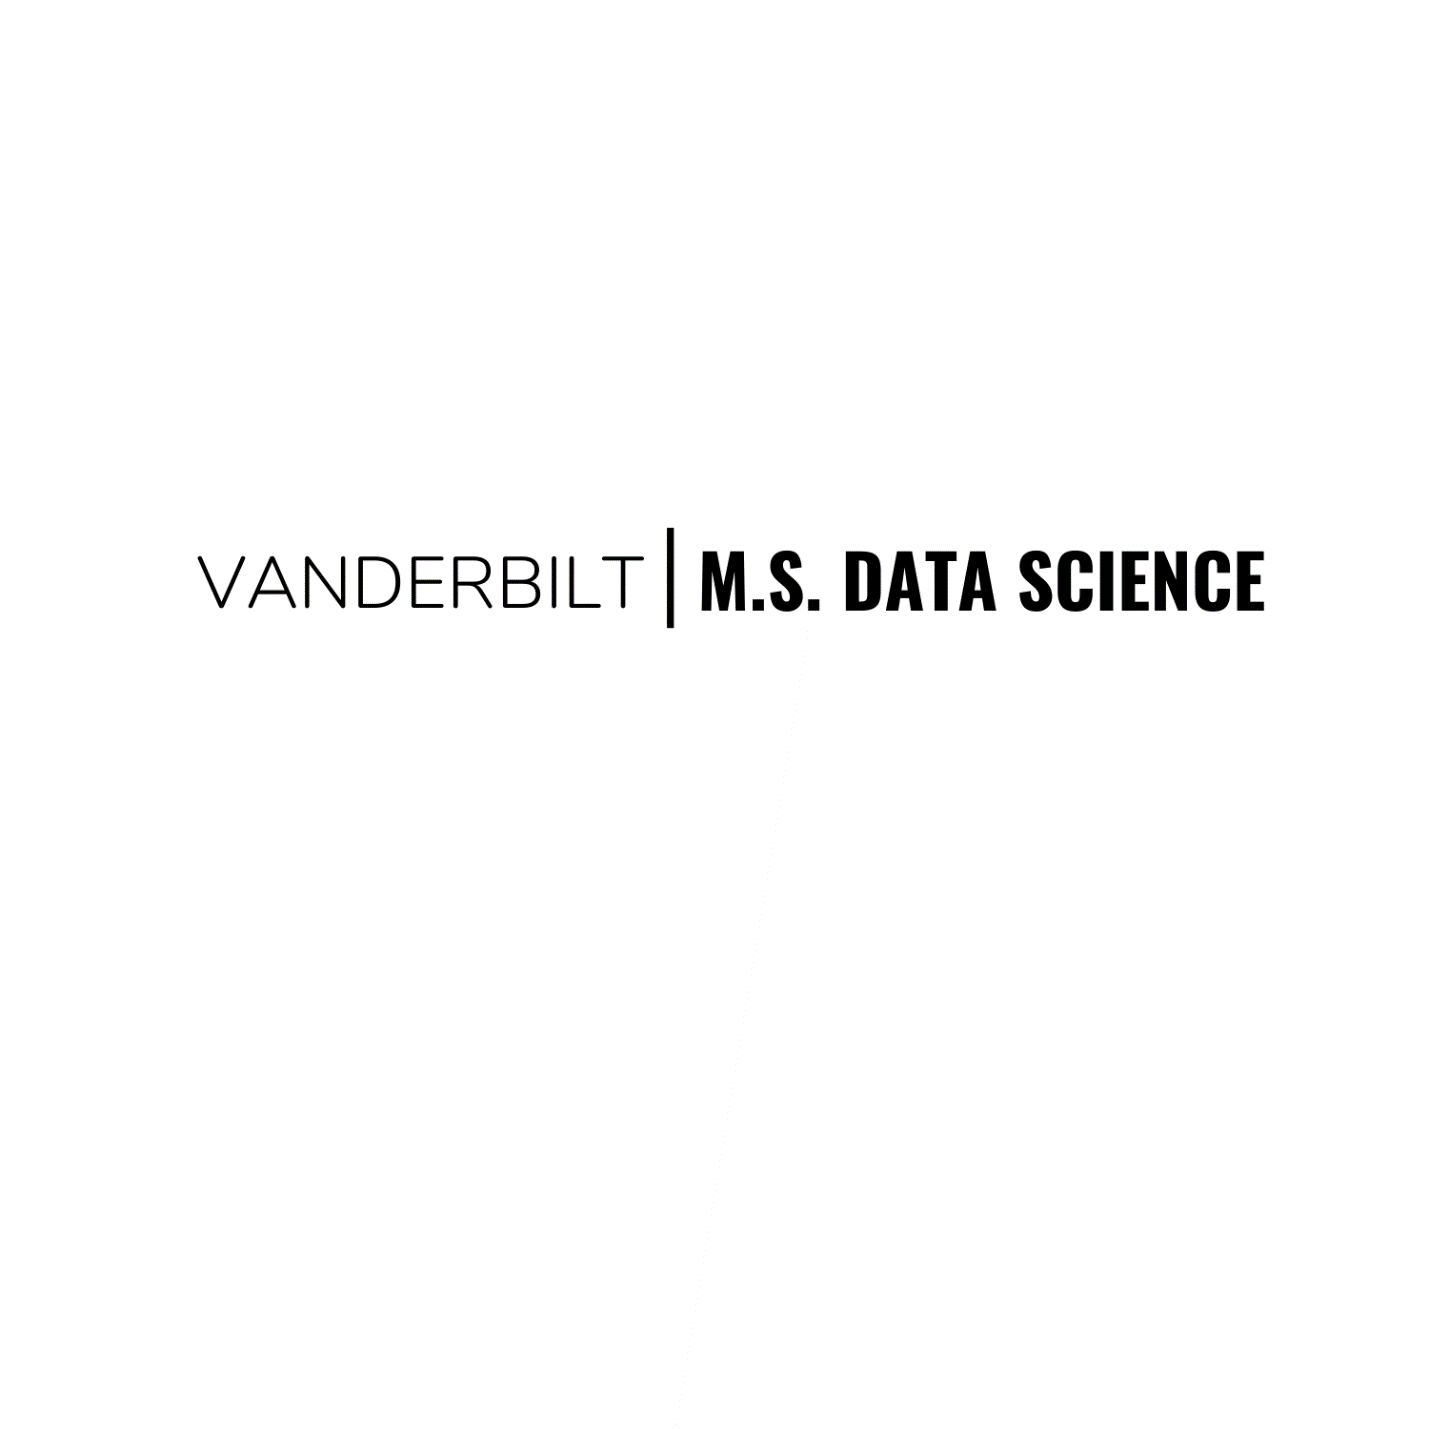 VANDERBILT | M.S. DATA SCIENCE